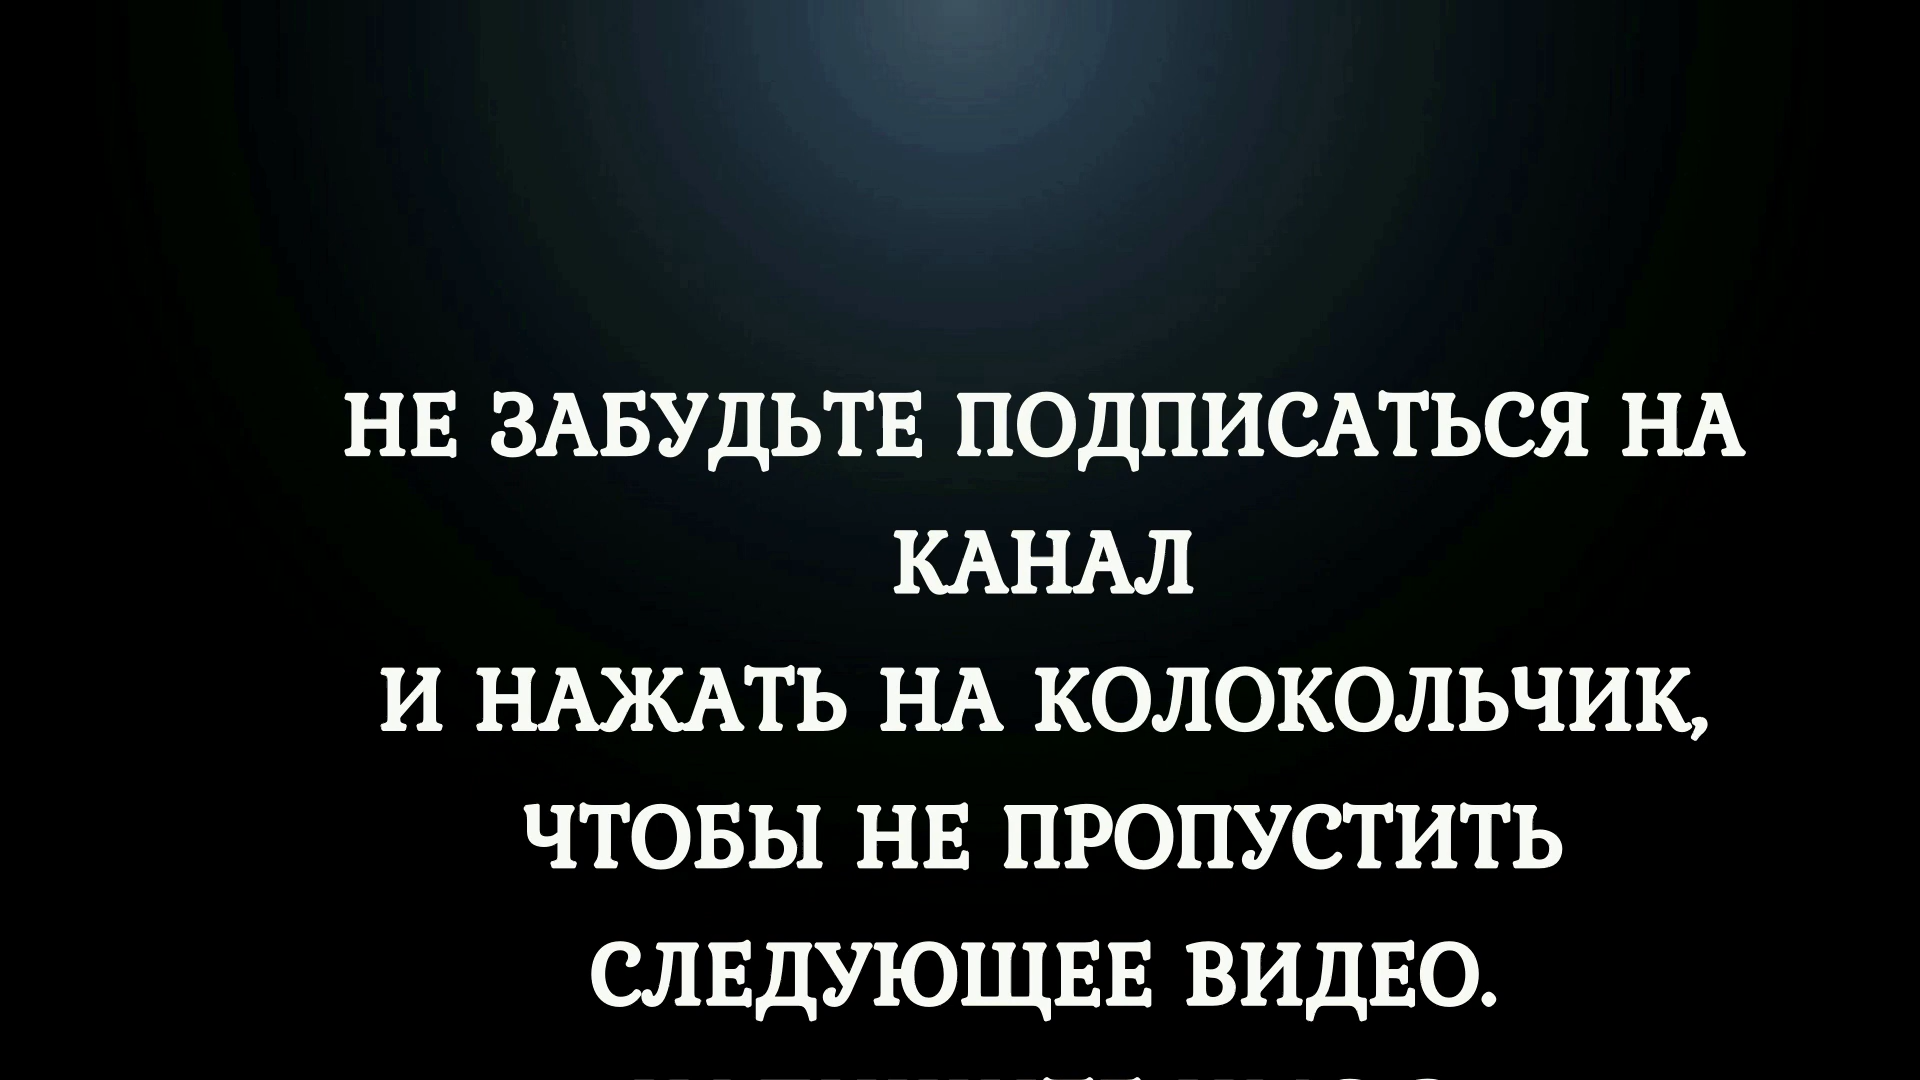 НЕ ЗАБУДЬТЕ ПОДПИСАТЬСЯ НА
КАНАЛ
И НАЖАТЬ НА КОЛОКОЛЬЧИК,
ЧТОБЫ НЕ ПРОПУСТИТЬ
СЛЕДУЮЩЕЕ ВИДЕО.